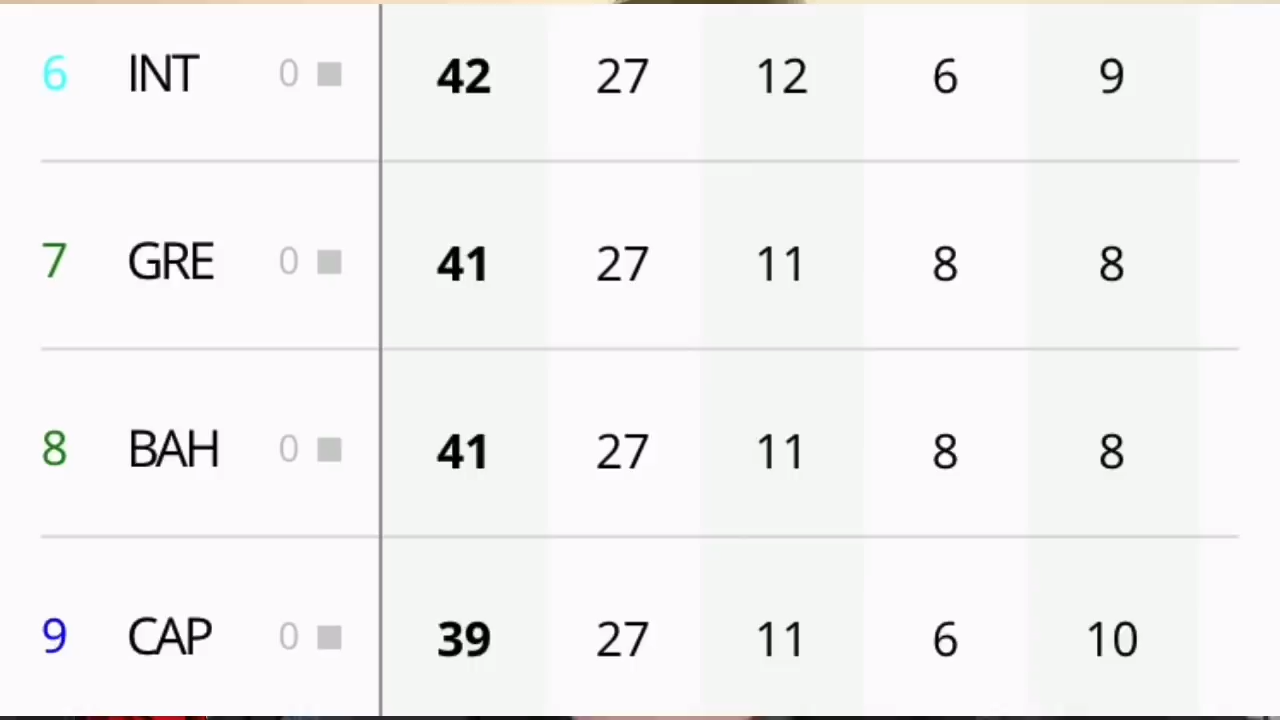 6 INT 0 42 27 12 6 9
7 GRE 0 41 27 11 8 8
8 BAH 0 41 27 11 8 8
9 CAP 0 39 27 11 6 10